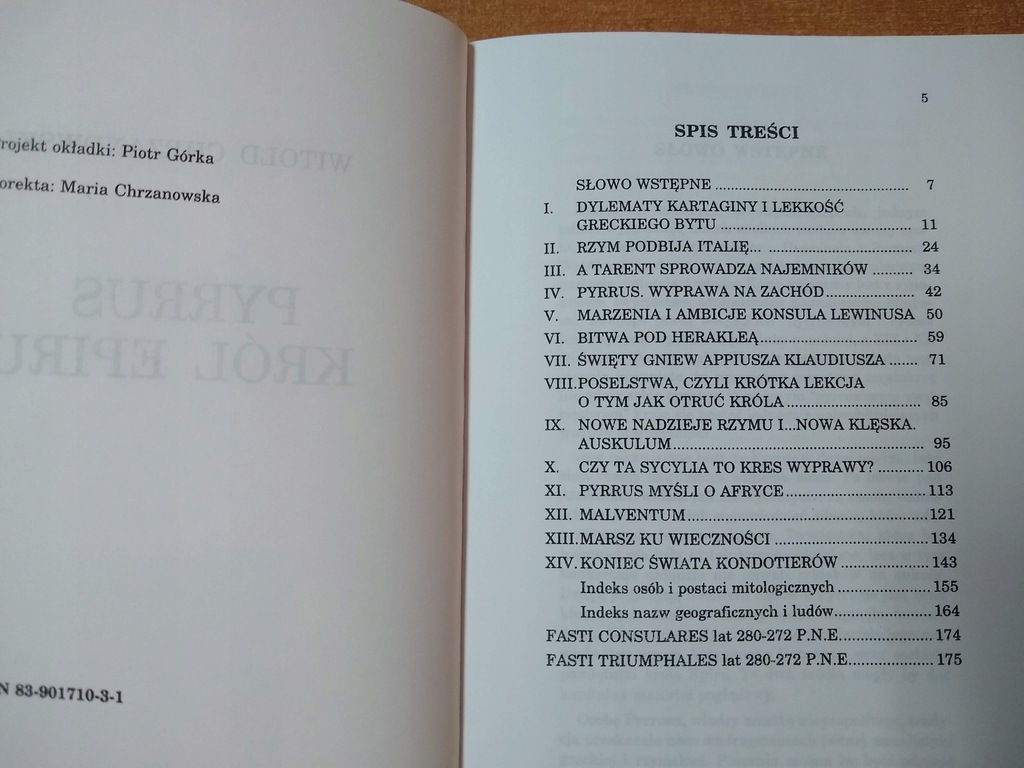 rojekt okładki: Piotr Górka
orekta: Maria Chrzanowska
N 83-901710-3-1
5
SPIS TREŚCI
SŁOWO WSTĘPNE ................................................ 7
I. DYLEMATY KARTAGINY I LEKKOŚĆ
GRECKIEGO BYTU ............................................... 11
II. RZYM PODBIJA ITALIĘ... .................................... 24
III. A TARENT SPROWADZA NAJEMNIKÓW .......... 34
IV. PYRRUS. WYPRAWA NA ZACHÓD...................... 42
V. MARZENIA I AMBICJE KONSULA LEWINUSA 50
VI. BITWA POD HERAKLEĄ....................................... 59
VII. ŚWIĘTY GNIEW APPIUSZA KLAUDIUSZA ....... 71
VIII. POSELSTWA, CZYLI KRÓTKA LEKCJA
O TYM JAK OTRUĆ KRÓLA ................................. 85
IX. NOWE NADZIEJE RZYMU I...NOWA KLĘSKA.
AUSKULUM.............................................................. 95
X. CZY TA SYCYLIA TO KRES WYPRAWY? ........... 106
XI. PYRRUS MYŚLI O AFRYCE................................... 113
XII. MALVENTUM............................................................ 121
XIII. MARSZ KU WIECZNOŚCI ...................................... 134
XIV. KONIEC ŚWIATA KONDOTIERÓW ...................... 143
Indeks osób i postaci mitologicznych ....................... 155
Indeks nazw geograficznych i ludów........................ 164
FASTI CONSULARES lat 280-272 P.N.E....................... 174
FASTI TRIUMPHALES lat 280-272 P.N.E..................... 175